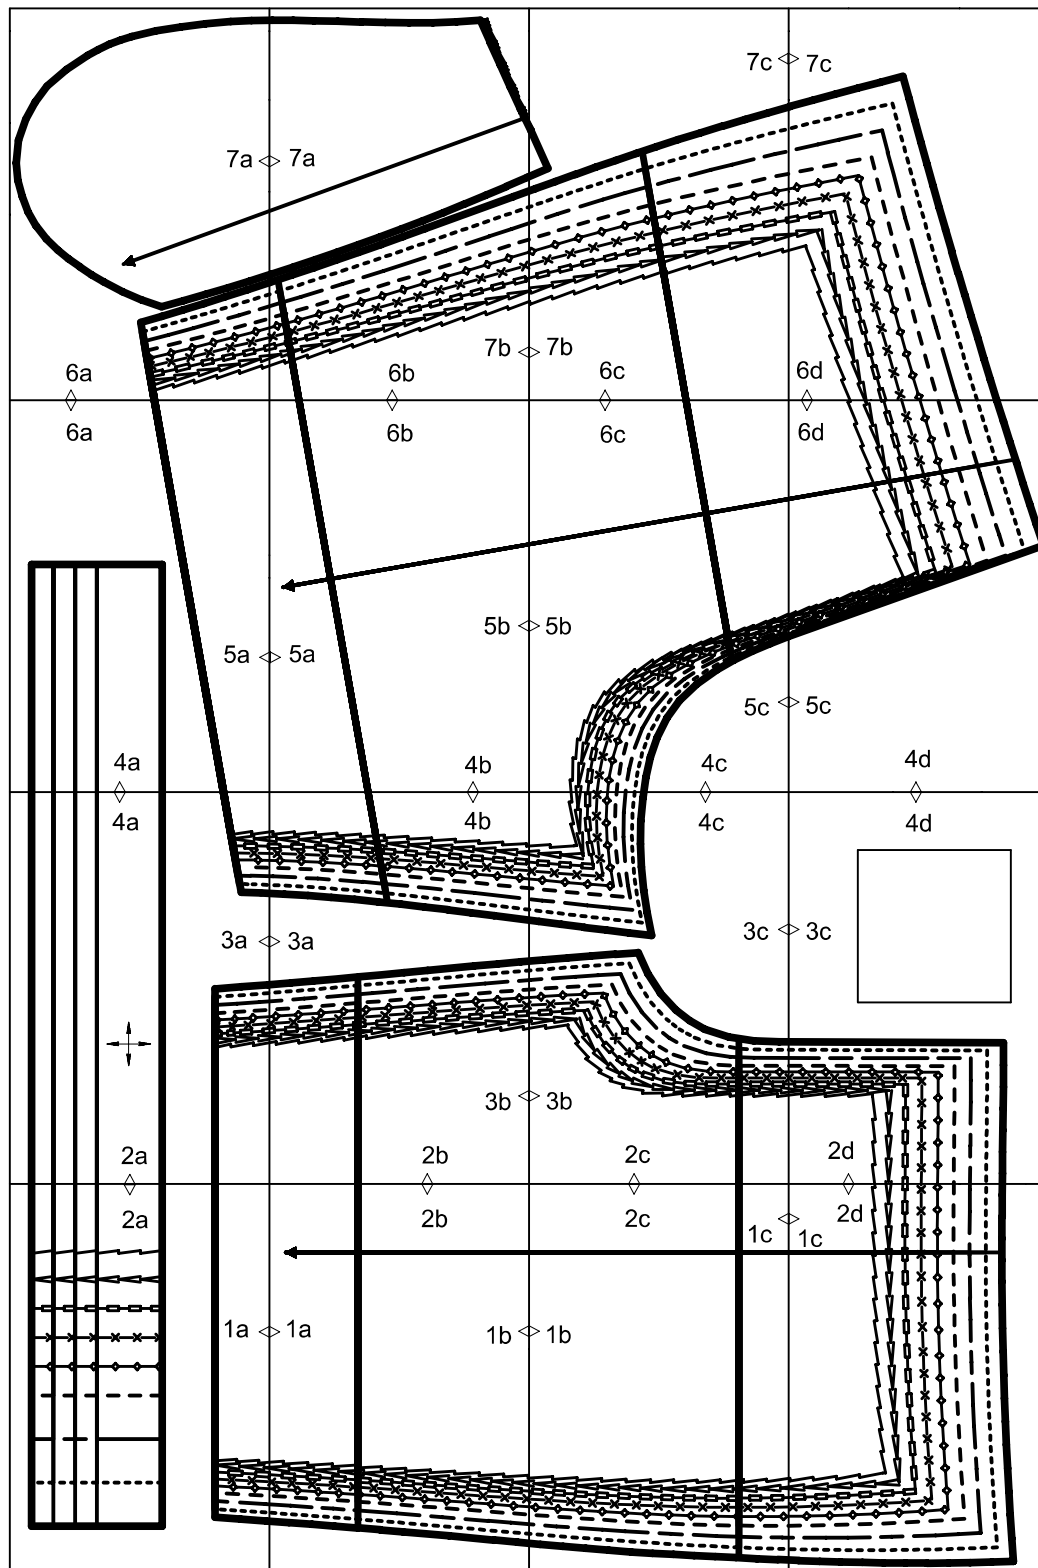 7c 7c
7a 7a
7b 7b
6a 6b 6c 6d
6a 6b 6c 6d
5b 5b
5a 5a
5c 5c
4a 4b 4c 4d
4a 4b 4c 4d
3c 3c
3a 3a
3b 3b
2a 2b 2c 2d
2a 2b 2c 2d
1c 1c
1a 1a
1b 1b